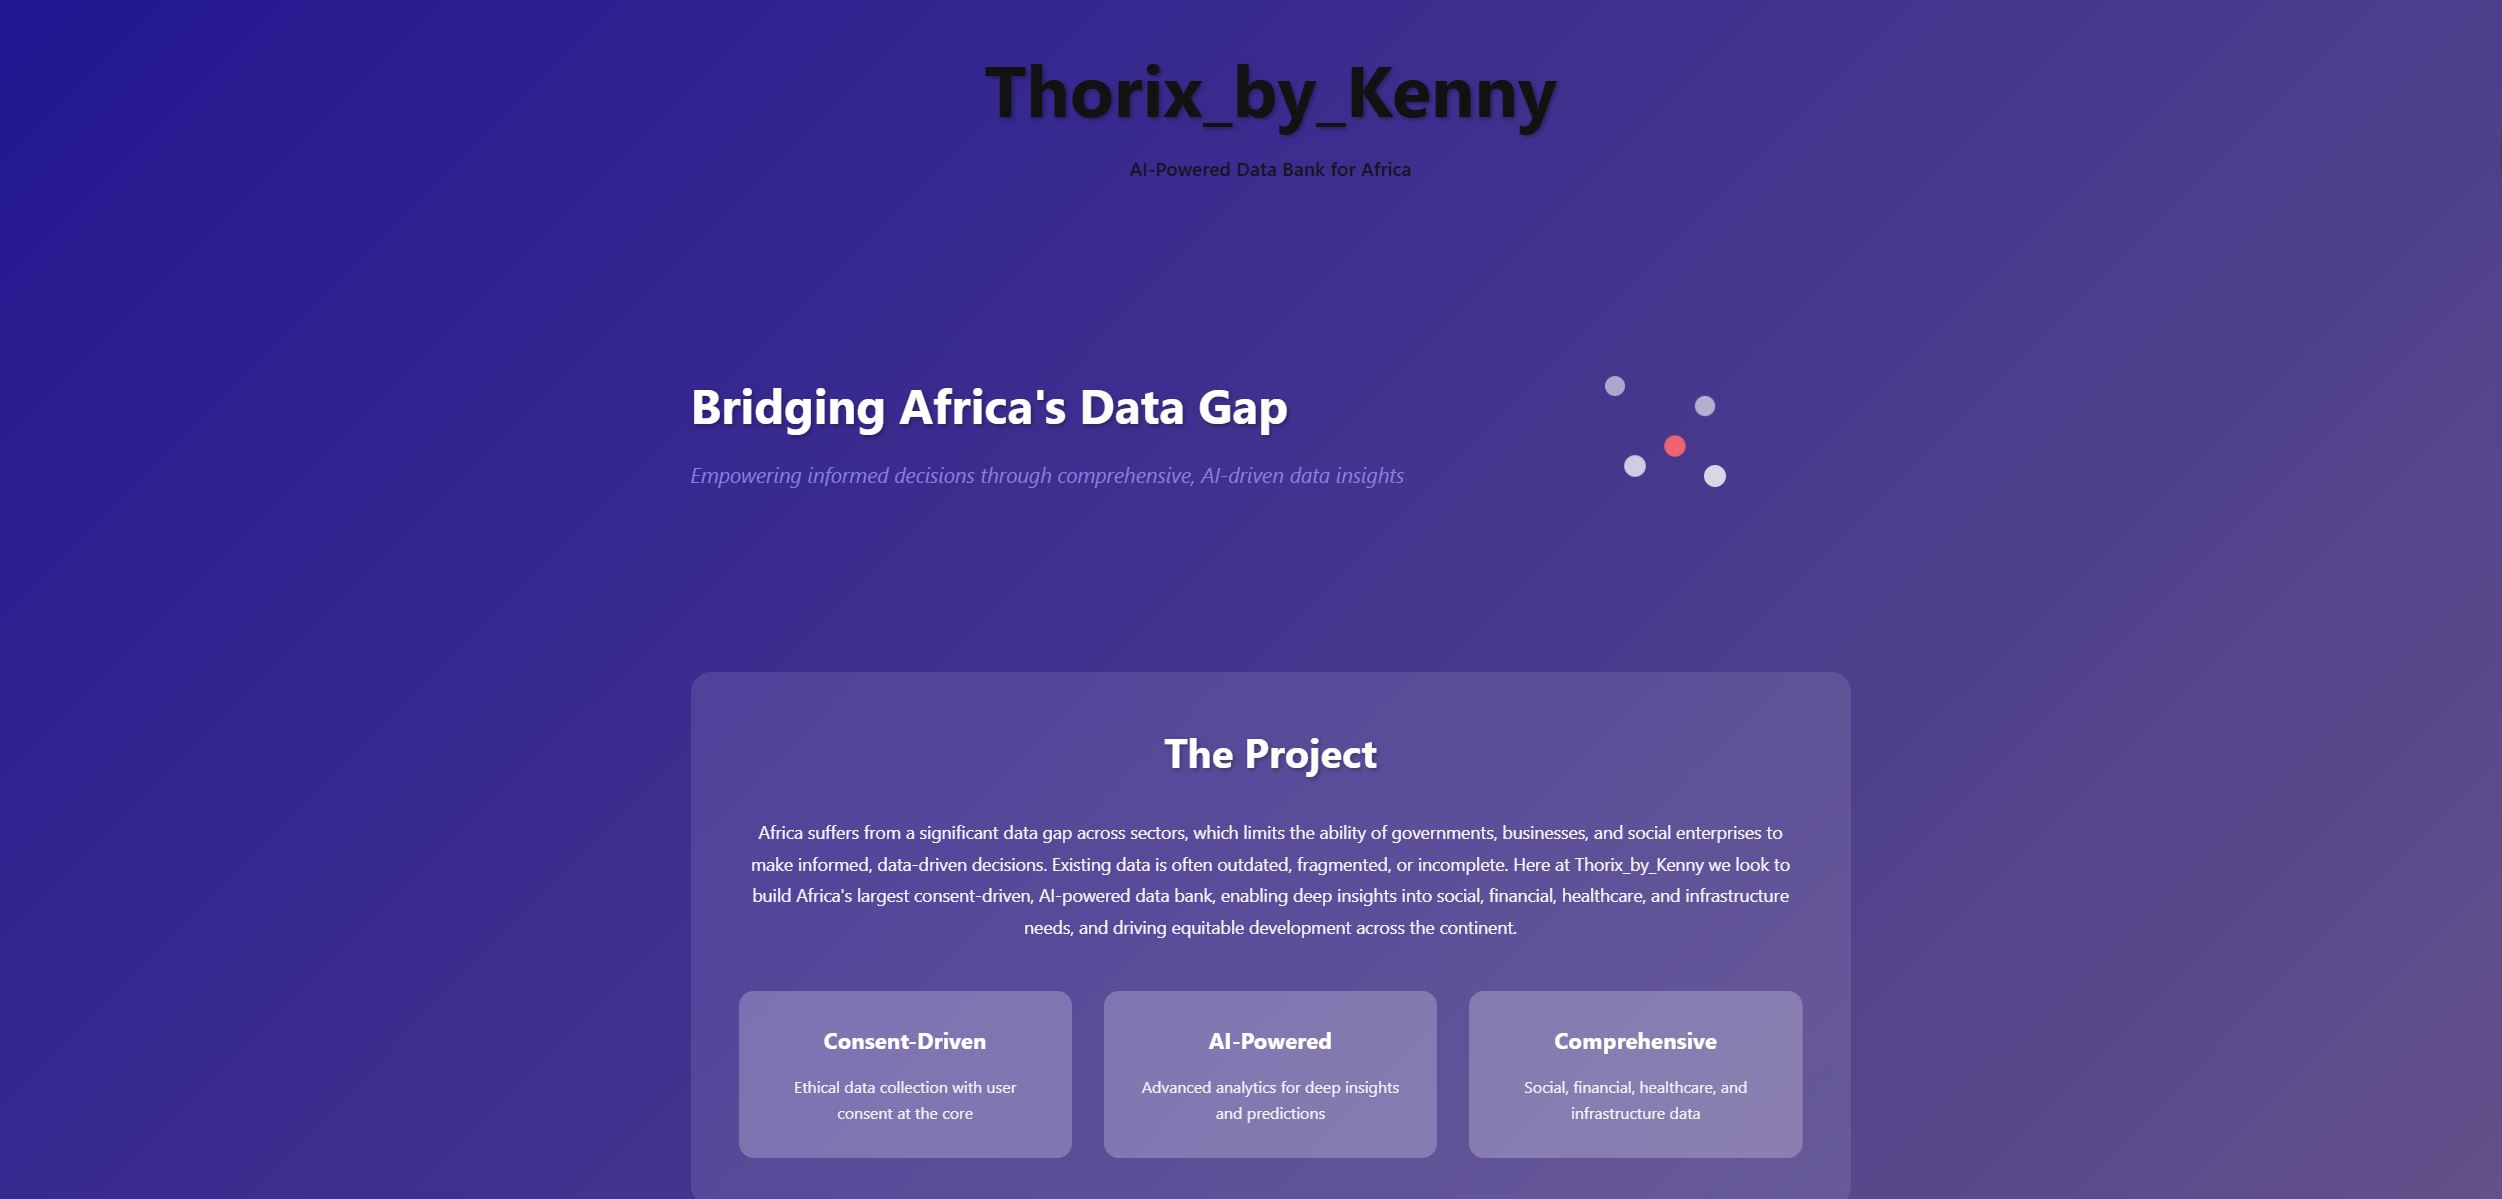 Thorix_by_Kenny
AI-Powered Data Bank for Africa
Bridging Africa's Data Gap
Empowering informed decisions through comprehensive, AI-driven data insights
The Project
Africa suffers from a significant data gap across sectors, which limits the ability of governments, businesses, and social enterprises to
make informed, data-driven decisions. Existing data is often outdated, fragmented, or incomplete. Here at Thorix_by_Kenny we look to
build Africa's largest consent-driven, AI-powered data bank, enabling deep insights into social, financial, healthcare, and infrastructure
needs, and driving equitable development across the continent.
Consent-Driven
Ethical data collection with user
consent at the core
AI-Powered
Advanced analytics for deep insights
and predictions
Comprehensive
Social, financial, healthcare, and
infrastructure data